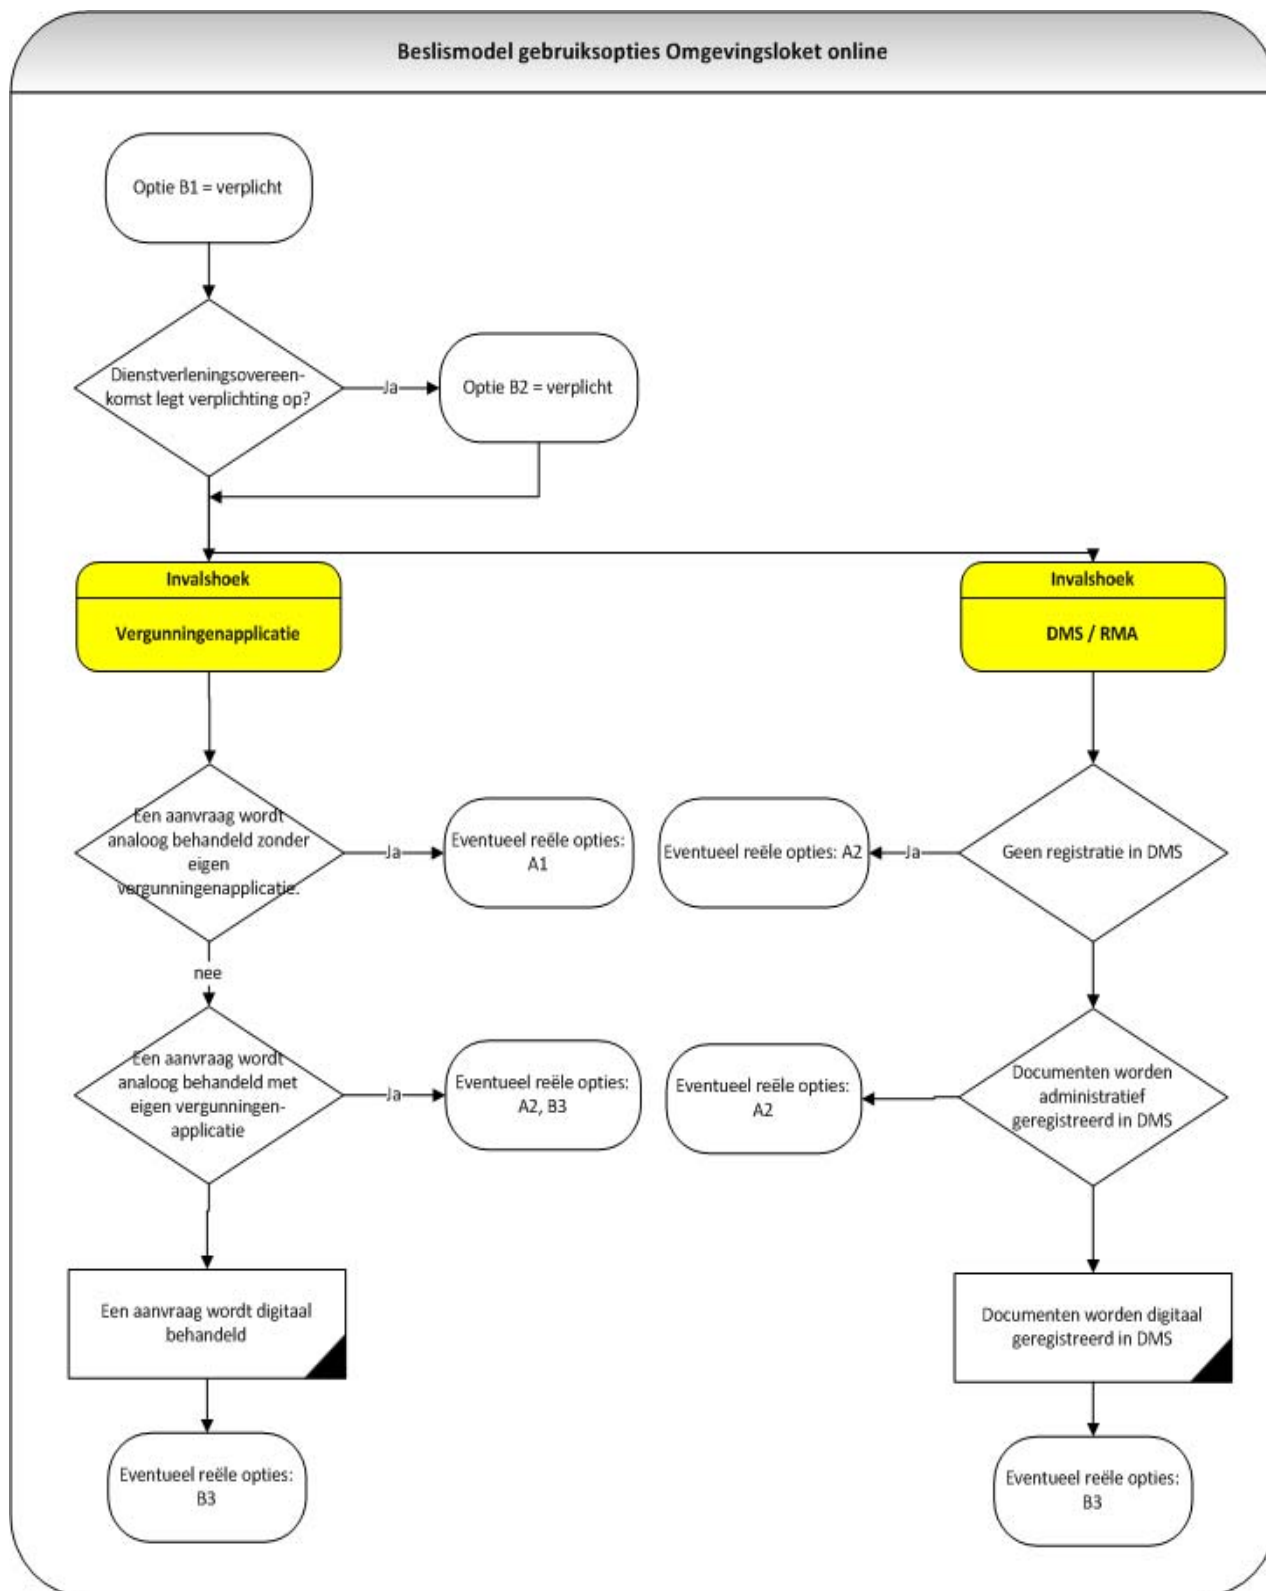 Beslismodel gebruiksopties Omgevingsloket online
Optie B1 = verplicht
Dienstverleningsovereen-
komst legt verplichting op?
Ja
Optie B2 = verplicht
Invalshoek
Vergunningenapplicatie
Invalshoek
DMS / RMA
Een aanvraag wordt
analoog behandeld zonder
eigen
vergunningenapplicatie.
Ja
Eventueel reële opties:
A1
Eventueel reële opties: A2
Ja
Geen registratie in DMS
nee
Een aanvraag wordt
analoog behandeld met
eigen vergunningen-
applicatie
Ja
Eventueel reële opties:
A2, B3
Eventueel reële opties:
A2
Documenten worden
administratief
geregistreerd in DMS
Een aanvraag wordt digitaal
behandeld
Documenten worden digitaal
geregistreerd in DMS
Eventueel reële opties:
B3
Eventueel reële opties:
B3